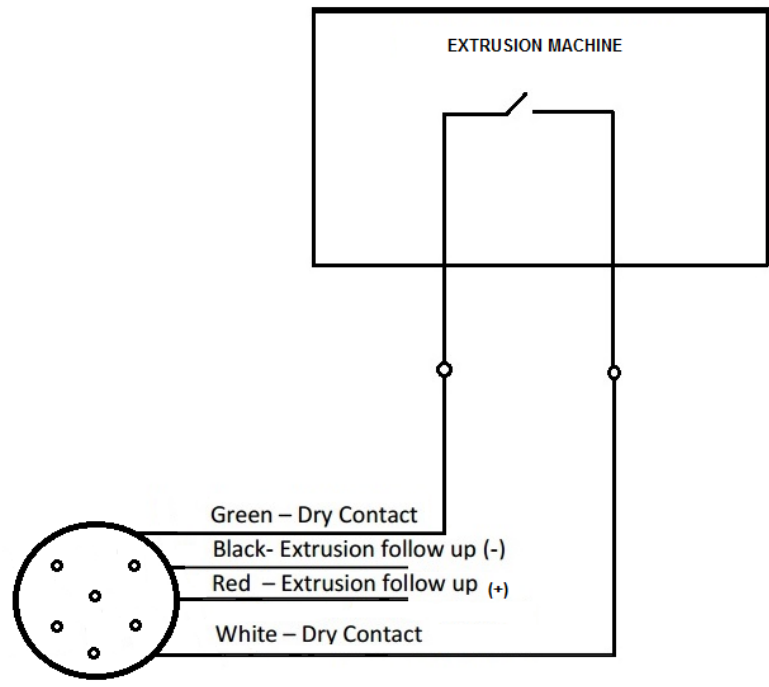 EXTRUSION MACHINE
Green – Dry Contact
Black- Extrusion follow up (-)
Red – Extrusion follow up (+)
White – Dry Contact